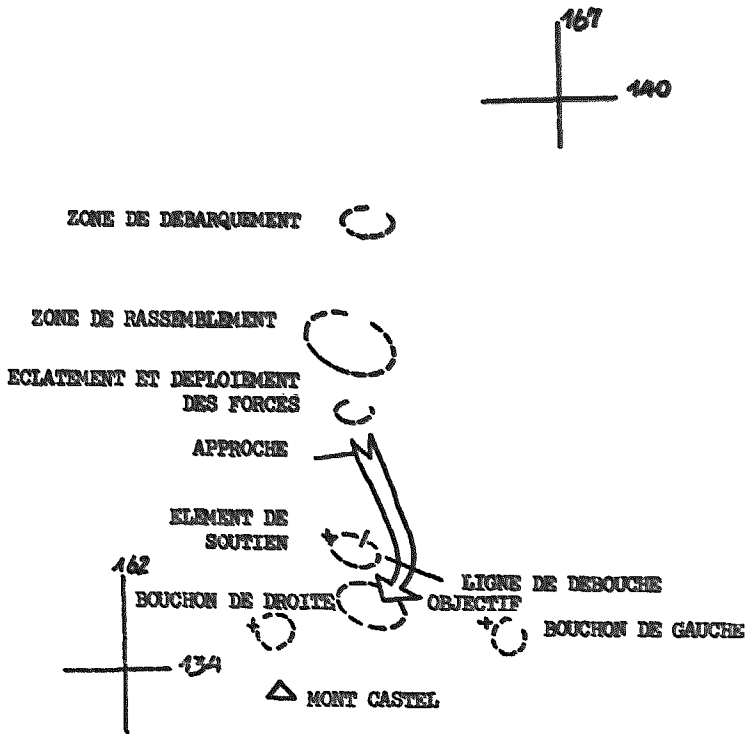 167
140
ZONE DE DEBARQUEMENT
ZONE DE RASSEMBLEMENT
ECLATEMENT ET DEPLOIEMENT
DES FORCES
APPROCHE
ELEMENT DE
SOUTIEN
162
LIGNE DE DEBOUCHE
BOUCHON DE DROITE
OBJECTIF
BOUCHON DE GAUCHE
134
MONT CASTEL